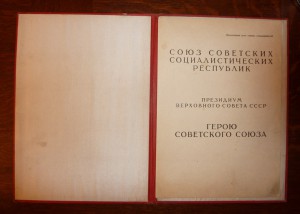 СОЮЗ СОВЕТСКИХ
СОЦИАЛИСТИЧЕСКИХ
РЕСПУБЛИК
ПРЕЗИДИУМ
ВЕРХОВНОГО СОВЕТА СССР
ГЕРОЮ
СОВЕТСКОГО СОЮЗА